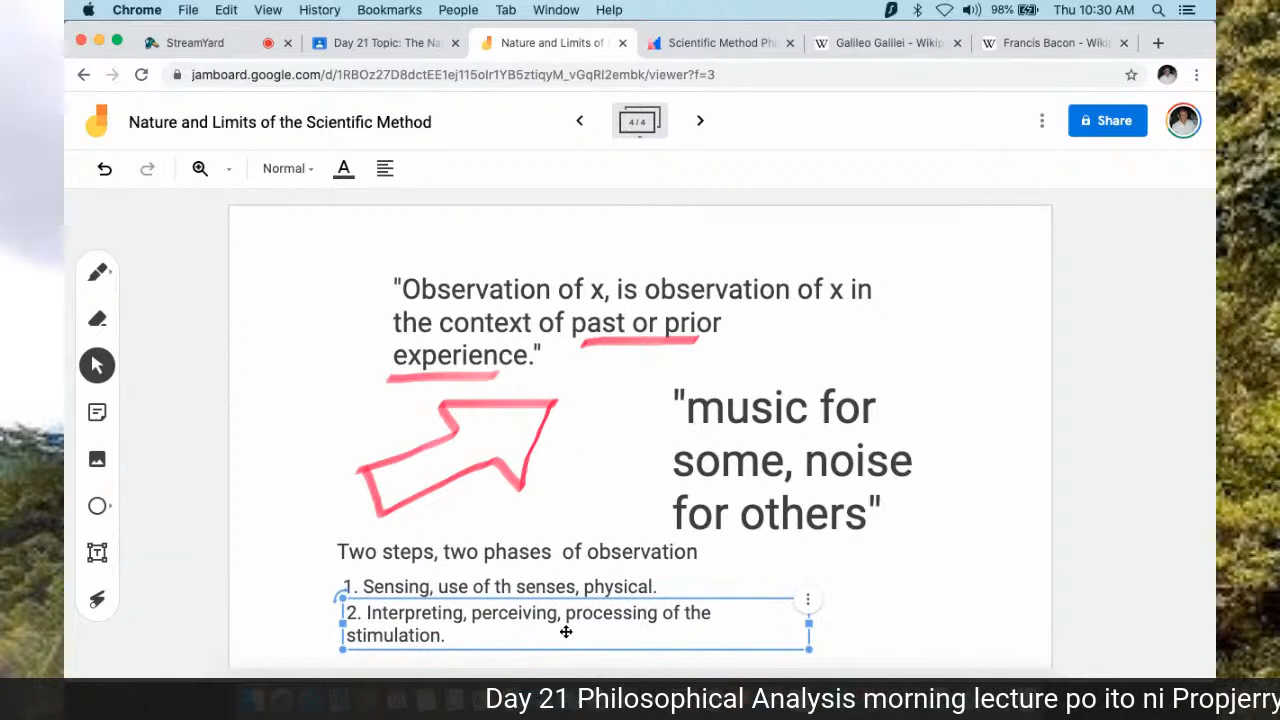 Chrome File Edit View History Bookmarks People Tab Window Help 98% Thu 10:30 AM
StreamYard Day 21 Topic: The Na Nature and Limits of Scientific Method Ph Galileo Galilei - Wikip Francis Bacon - Wiki
jamboard.google.com/d/1RBOz27D8dctEE1ej115olr1YB5ztiqyM_vGqRl2embk/viewer?f=3
Nature and Limits of the Scientific Method 4/4 Share
Normal A
"Observation of x, is observation of x in
the context of past or prior
experience."
"music for
some, noise
for others"
Two steps, two phases of observation
1. Sensing, use of th senses, physical.
2. Interpreting, perceiving, processing of the
stimulation.
Day 21 Philosophical Analysis morning lecture po ito ni Propjerry